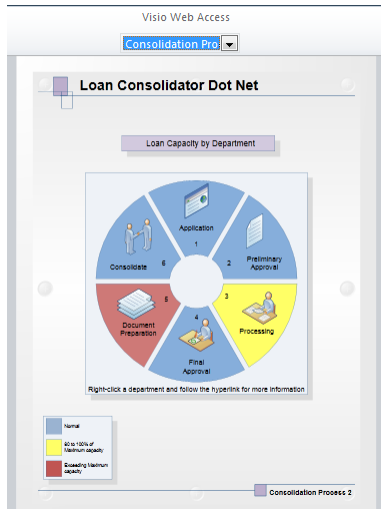 Visio Web Access
Consolidation Pro
Loan Consolidator Dot Net
Loan Capacity by Department
Application
1
Consolidate
6
2
Preliminary
Approval
5
3
Document
Preparation
4
Processing
Final
Approval
Right-click a department and follow the hyperlink for more information
Normal
80 to 100% of
Maximum capacity
Exceeding Maximum
capacity
Consolidation Process 2